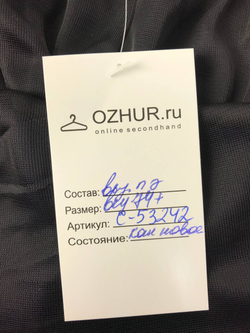 OZHUR.ru
online secondhand
Состав:
Размер:
Артикул: С-53242
Состояние: как новое